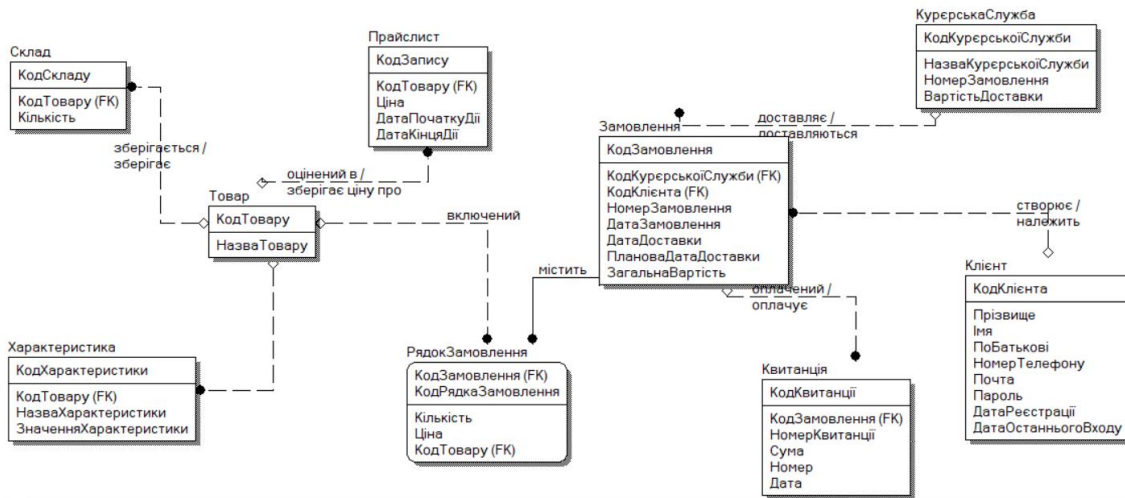 КурєрськаСлужба
КодКурєрськоїСлужби
НазваКурєрськоїСлужби
НомерЗамовлення
ВартістьДоставки
Прайслист
КодЗапису
КодТовару (FK)
Ціна
ДатаПочаткуДії
ДатаКінцяДії
Склад
КодСкладу
КодТовару (FK)
Кількість
зберігається /
зберігає
оцінений в /
зберігає ціну про
доставляє /
доставляються
Замовлення
КодЗамовлення
КодКурєрськоїСлужби (FK)
КодКлієнта (FK)
НомерЗамовлення
ДатаЗамовлення
ДатаДоставки
ПлановаДатаДоставки
ЗагальнаВартість
Товар
КодТовару
НазваТовару
включений
створює /
належить
містить
оплачений /
оплачує
Клієнт
КодКлієнта
Прізвище
Імя
ПоБатькові
НомерТелефону
Почта
Пароль
ДатаРеєстрації
ДатаОстанньогоВходу
Характеристика
КодХарактеристики
КодТовару (FK)
НазваХарактеристики
ЗначенняХарактеристики
РядокЗамовлення
КодЗамовлення (FK)
КодРядкаЗамовлення
Кількість
Ціна
КодТовару (FK)
Квитанція
КодКвитанції
КодЗамовлення (FK)
НомерКвитанції
Сума
Номер
Дата